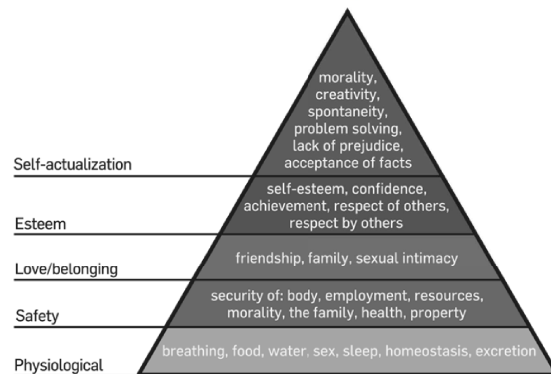 morality,
creativity,
spontaneity,
problem solving,
lack of prejudice,
acceptance of facts
Self-actualization
self-esteem, confidence,
achievement, respect of others,
respect by others
Esteem
friendship, family, sexual intimacy
Love/belonging
security of: body, employment, resources,
morality, the family, health, property
Safety
breathing, food, water, sex, sleep, homeostasis, excretion
Physiological